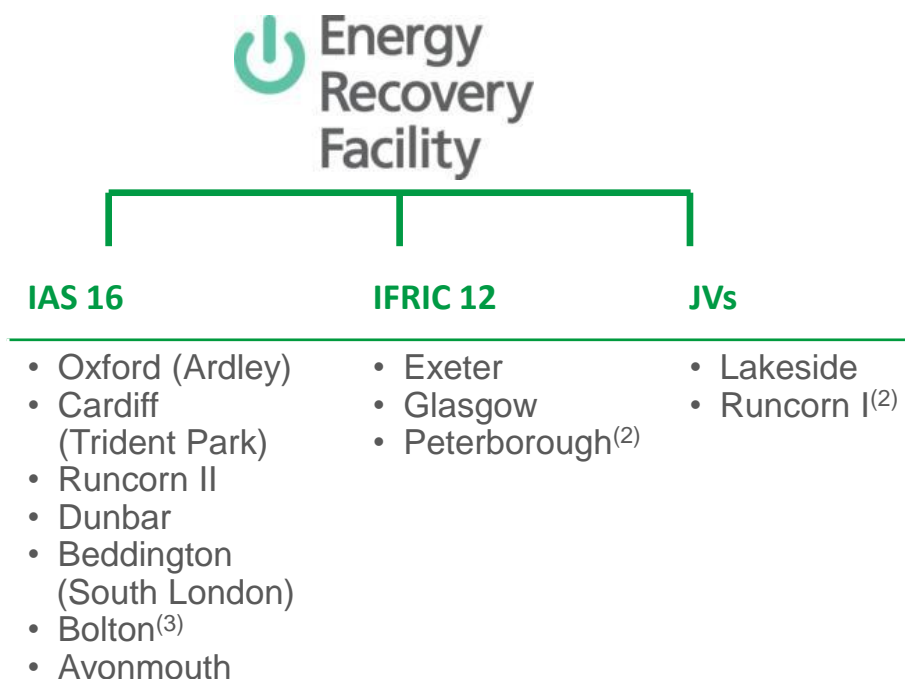 Energy
Recovery
Facility
IAS 16
IFRIC 12
JVs
• Oxford (Ardley)
• Cardiff
(Trident Park)
• Runcorn II
• Dunbar
• Beddington
(South London)
• Bolton(3)
• Avonmouth
• Exeter
• Glasgow
• Peterborough(2)
• Lakeside
• Runcorn I(2)